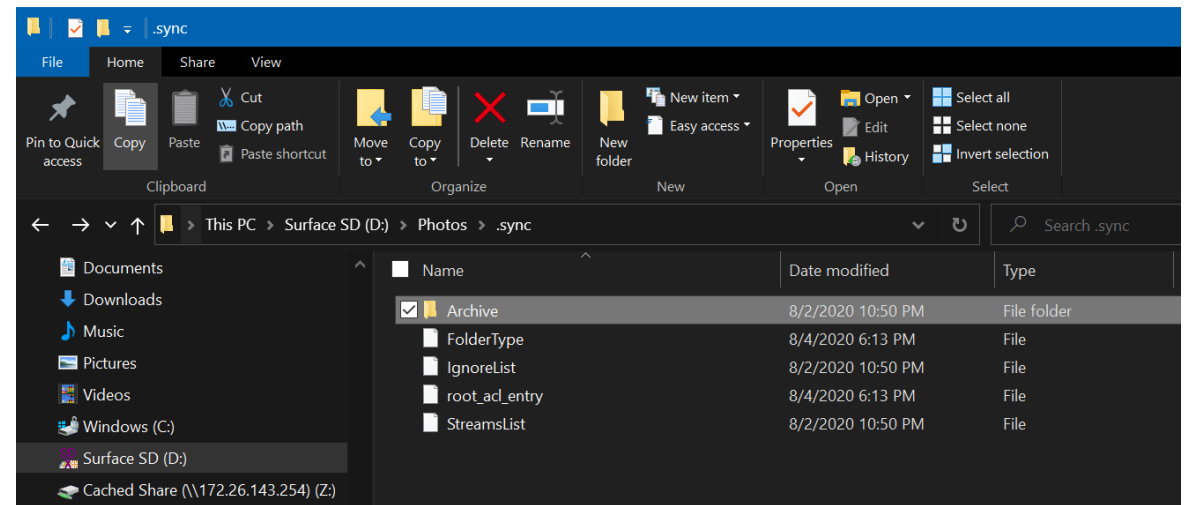 .sync
File Home Share View
Pin to Quick access
Copy
Paste
Cut
Copy path
Paste shortcut
Clipboard
Move to
Copy to
Delete
Rename
Organize
New folder
New item
Easy access
New
Properties
Open
Edit
History
Open
Select all
Select none
Invert selection
Select
This PC > Surface SD (D:) > Photos > .sync
Search .sync
Documents
Downloads
Music
Pictures
Videos
Windows (C:)
Surface SD (D:)
Cached Share (\\172.26.143.254) (Z:)
Name Date modified Type
Archive 8/2/2020 10:50 PM File folder
FolderType 8/4/2020 6:13 PM File
IgnoreList 8/2/2020 10:50 PM File
root_acl_entry 8/4/2020 6:13 PM File
StreamsList 8/2/2020 10:50 PM File